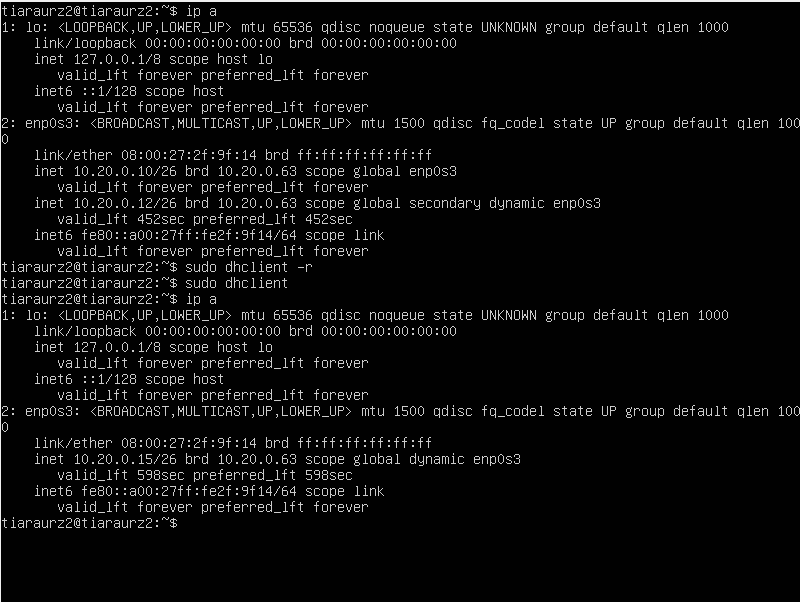 tiaraurz2@tiaraurz2:~$ ip a
1: lo: <LOOPBACK,UP,LOWER_UP> mtu 65536 qdisc noqueue state UNKNOWN group default qlen 1000
    link/loopback 00:00:00:00:00:00 brd 00:00:00:00:00:00
    inet 127.0.0.1/8 scope host lo
       valid_lft forever preferred_lft forever
    inet6 ::1/128 scope host
       valid_lft forever preferred_lft forever
2: enp0s3: <BROADCAST,MULTICAST,UP,LOWER_UP> mtu 1500 qdisc fq_codel state UP group default qlen 100
0
    link/ether 08:00:27:2f:9f:14 brd ff:ff:ff:ff:ff:ff
    inet 10.20.0.10/26 brd 10.20.0.63 scope global enp0s3
       valid_lft forever preferred_lft forever
    inet 10.20.0.12/26 brd 10.20.0.63 scope global secondary dynamic enp0s3
       valid_lft 452sec preferred_lft 452sec
    inet6 fe80::a00:27ff:fe2f:9f14/64 scope link
       valid_lft forever preferred_lft forever
tiaraurz2@tiaraurz2:~$ sudo dhclient -r
tiaraurz2@tiaraurz2:~$ sudo dhclient
tiaraurz2@tiaraurz2:~$ ip a
1: lo: <LOOPBACK,UP,LOWER_UP> mtu 65536 qdisc noqueue state UNKNOWN group default qlen 1000
    link/loopback 00:00:00:00:00:00 brd 00:00:00:00:00:00
    inet 127.0.0.1/8 scope host lo
       valid_lft forever preferred_lft forever
    inet6 ::1/128 scope host
       valid_lft forever preferred_lft forever
2: enp0s3: <BROADCAST,MULTICAST,UP,LOWER_UP> mtu 1500 qdisc fq_codel state UP group default qlen 100
0
    link/ether 08:00:27:2f:9f:14 brd ff:ff:ff:ff:ff:ff
    inet 10.20.0.15/26 brd 10.20.0.63 scope global dynamic enp0s3
       valid_lft 598sec preferred_lft 598sec
    inet6 fe80::a00:27ff:fe2f:9f14/64 scope link
       valid_lft forever preferred_lft forever
tiaraurz2@tiaraurz2:~$